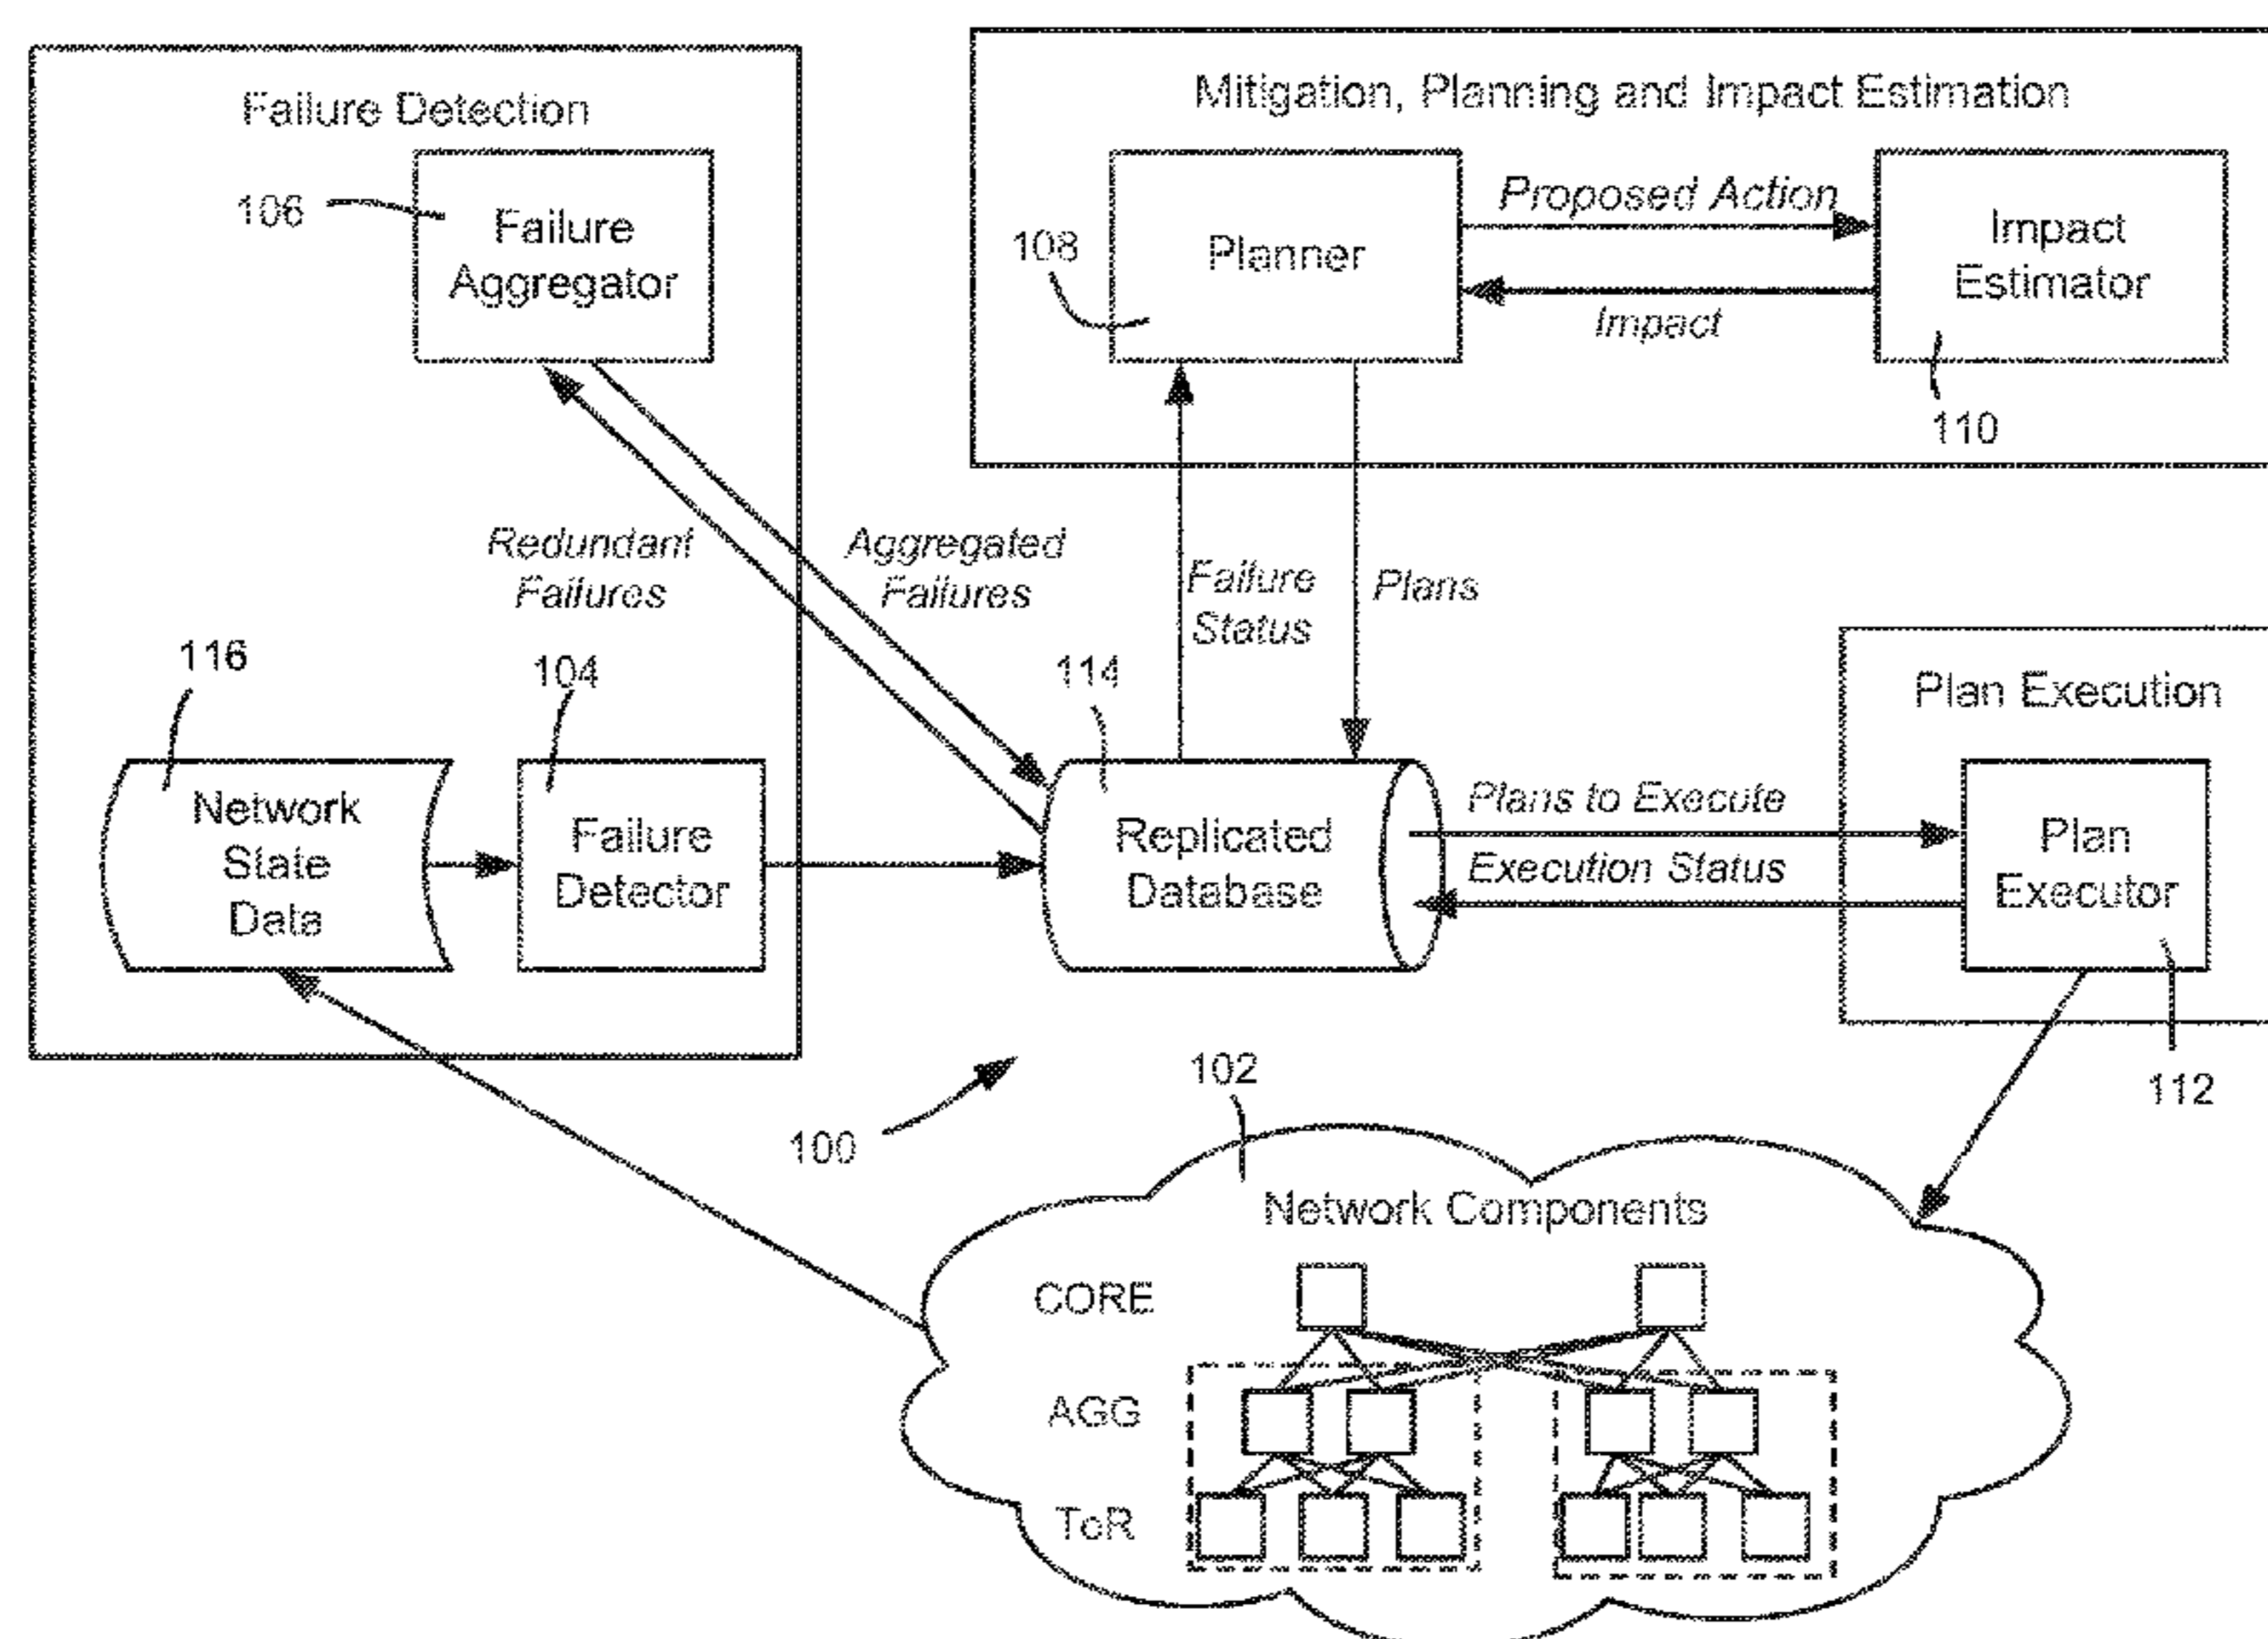 Failure Detection
106
Failure
Aggregator
Mitigation, Planning and Impact Estimation
108
Planner
Proposed Action
Impact
Impact
Estimator
110
Redundant
Failures
Aggregated
Failures
Failure
Status
Plans
116
Network
State
Data
104
Failure
Detector
114
Replicated
Database
Plans to Execute
Execution Status
Plan Execution
Plan
Executor
112
100
102
Network Components
CORE
AGG
ToR